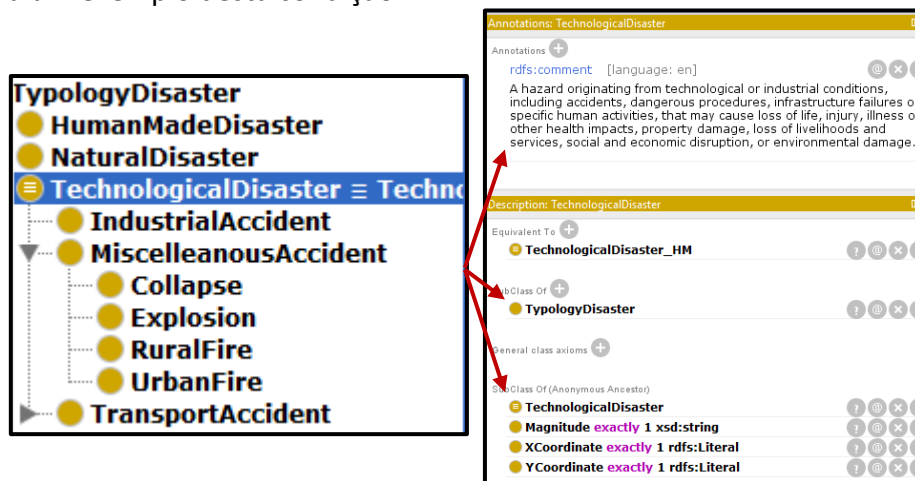 TypologyDisaster
HumanMadeDisaster
NaturalDisaster
TechnologicalDisaster ≡
IndustrialAccident
MiscelleanousAccident
Collapse
Explosion
RuralFire
UrbanFire
TransportAccident
Annotations: TechnologicalDisaster
Annotations
rdfs:comment [language: en]
A hazard originating from technological or industrial conditions,
including accidents, dangerous procedures, infrastructure failures
specific human activities, that may cause loss of life, injury, illness
other health impacts, property damage, loss of livelihoods and
services, social and economic disruption, or environmental damage.
Description: TechnologicalDisaster
Equivalent To
TechnologicalDisaster_HM
SubClass Of
TypologyDisaster
General class axioms
SubClass Of (Anonymous Ancestor)
TechnologicalDisaster
Magnitude exactly 1 xsd:string
XCoordinate exactly 1 rdfs:Literal
YCoordinate exactly 1 rdfs:Literal